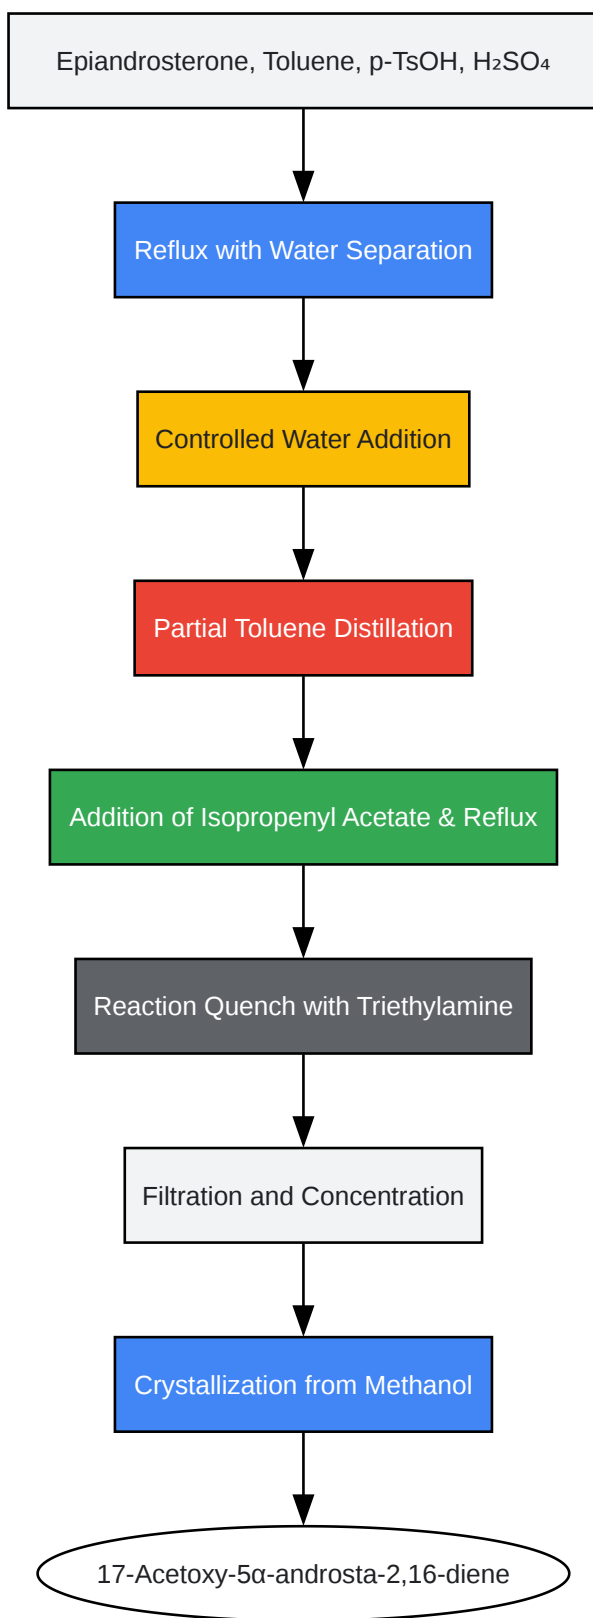 Epiandrosterone, Toluene, p-TsOH, H₂SO₄
Reflux with Water Separation
Controlled Water Addition
Partial Toluene Distillation
Addition of Isopropenyl Acetate & Reflux
Reaction Quench with Triethylamine
Filtration and Concentration
Crystallization from Methanol
17-Acetoxy-5α-androsta-2,16-diene